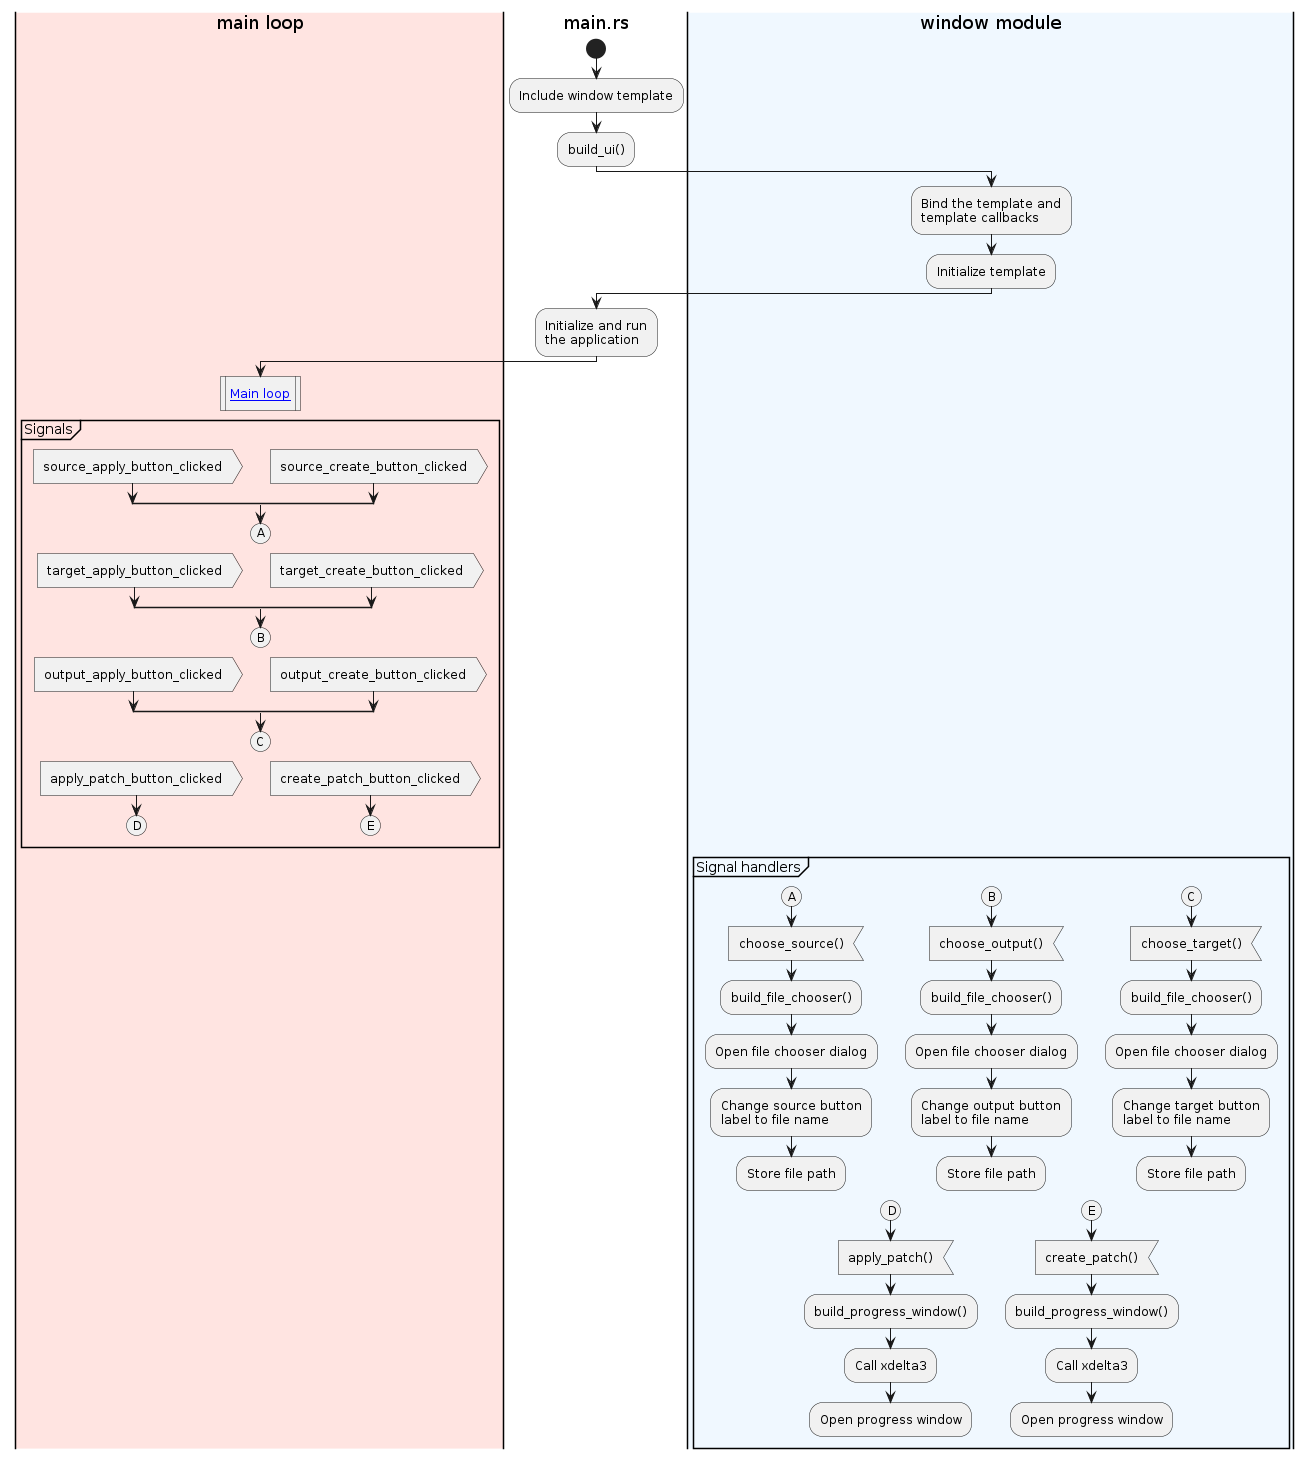 main loop
main.rs
window module
Include window template
build_ui()
Bind the template and
template callbacks
Initialize template
Initialize and run
the application
Main loop
Signals
source_apply_button_clicked
source_create_button_clicked
A
target_apply_button_clicked
target_create_button_clicked
B
output_apply_button_clicked
output_create_button_clicked
C
apply_patch_button_clicked
create_patch_button_clicked
D
E
Signal handlers
A
B
C
choose_source()
choose_output()
choose_target()
build_file_chooser()
build_file_chooser()
build_file_chooser()
Open file chooser dialog
Open file chooser dialog
Open file chooser dialog
Change source button
label to file name
Change output button
label to file name
Change target button
label to file name
Store file path
Store file path
Store file path
D
E
apply_patch()
create_patch()
build_progress_window()
build_progress_window()
Call xdelta3
Call xdelta3
Open progress window
Open progress window